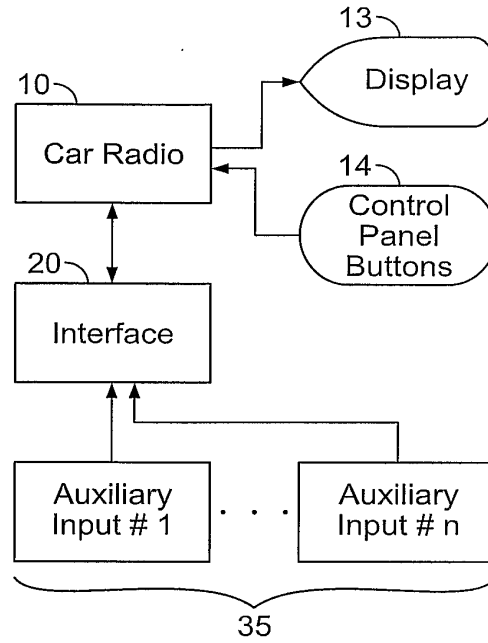 13
10
Display
Car Radio
14
Control
Panel
Buttons
20
Interface
Auxiliary
Input # 1
. . .
Auxiliary
Input # n
35